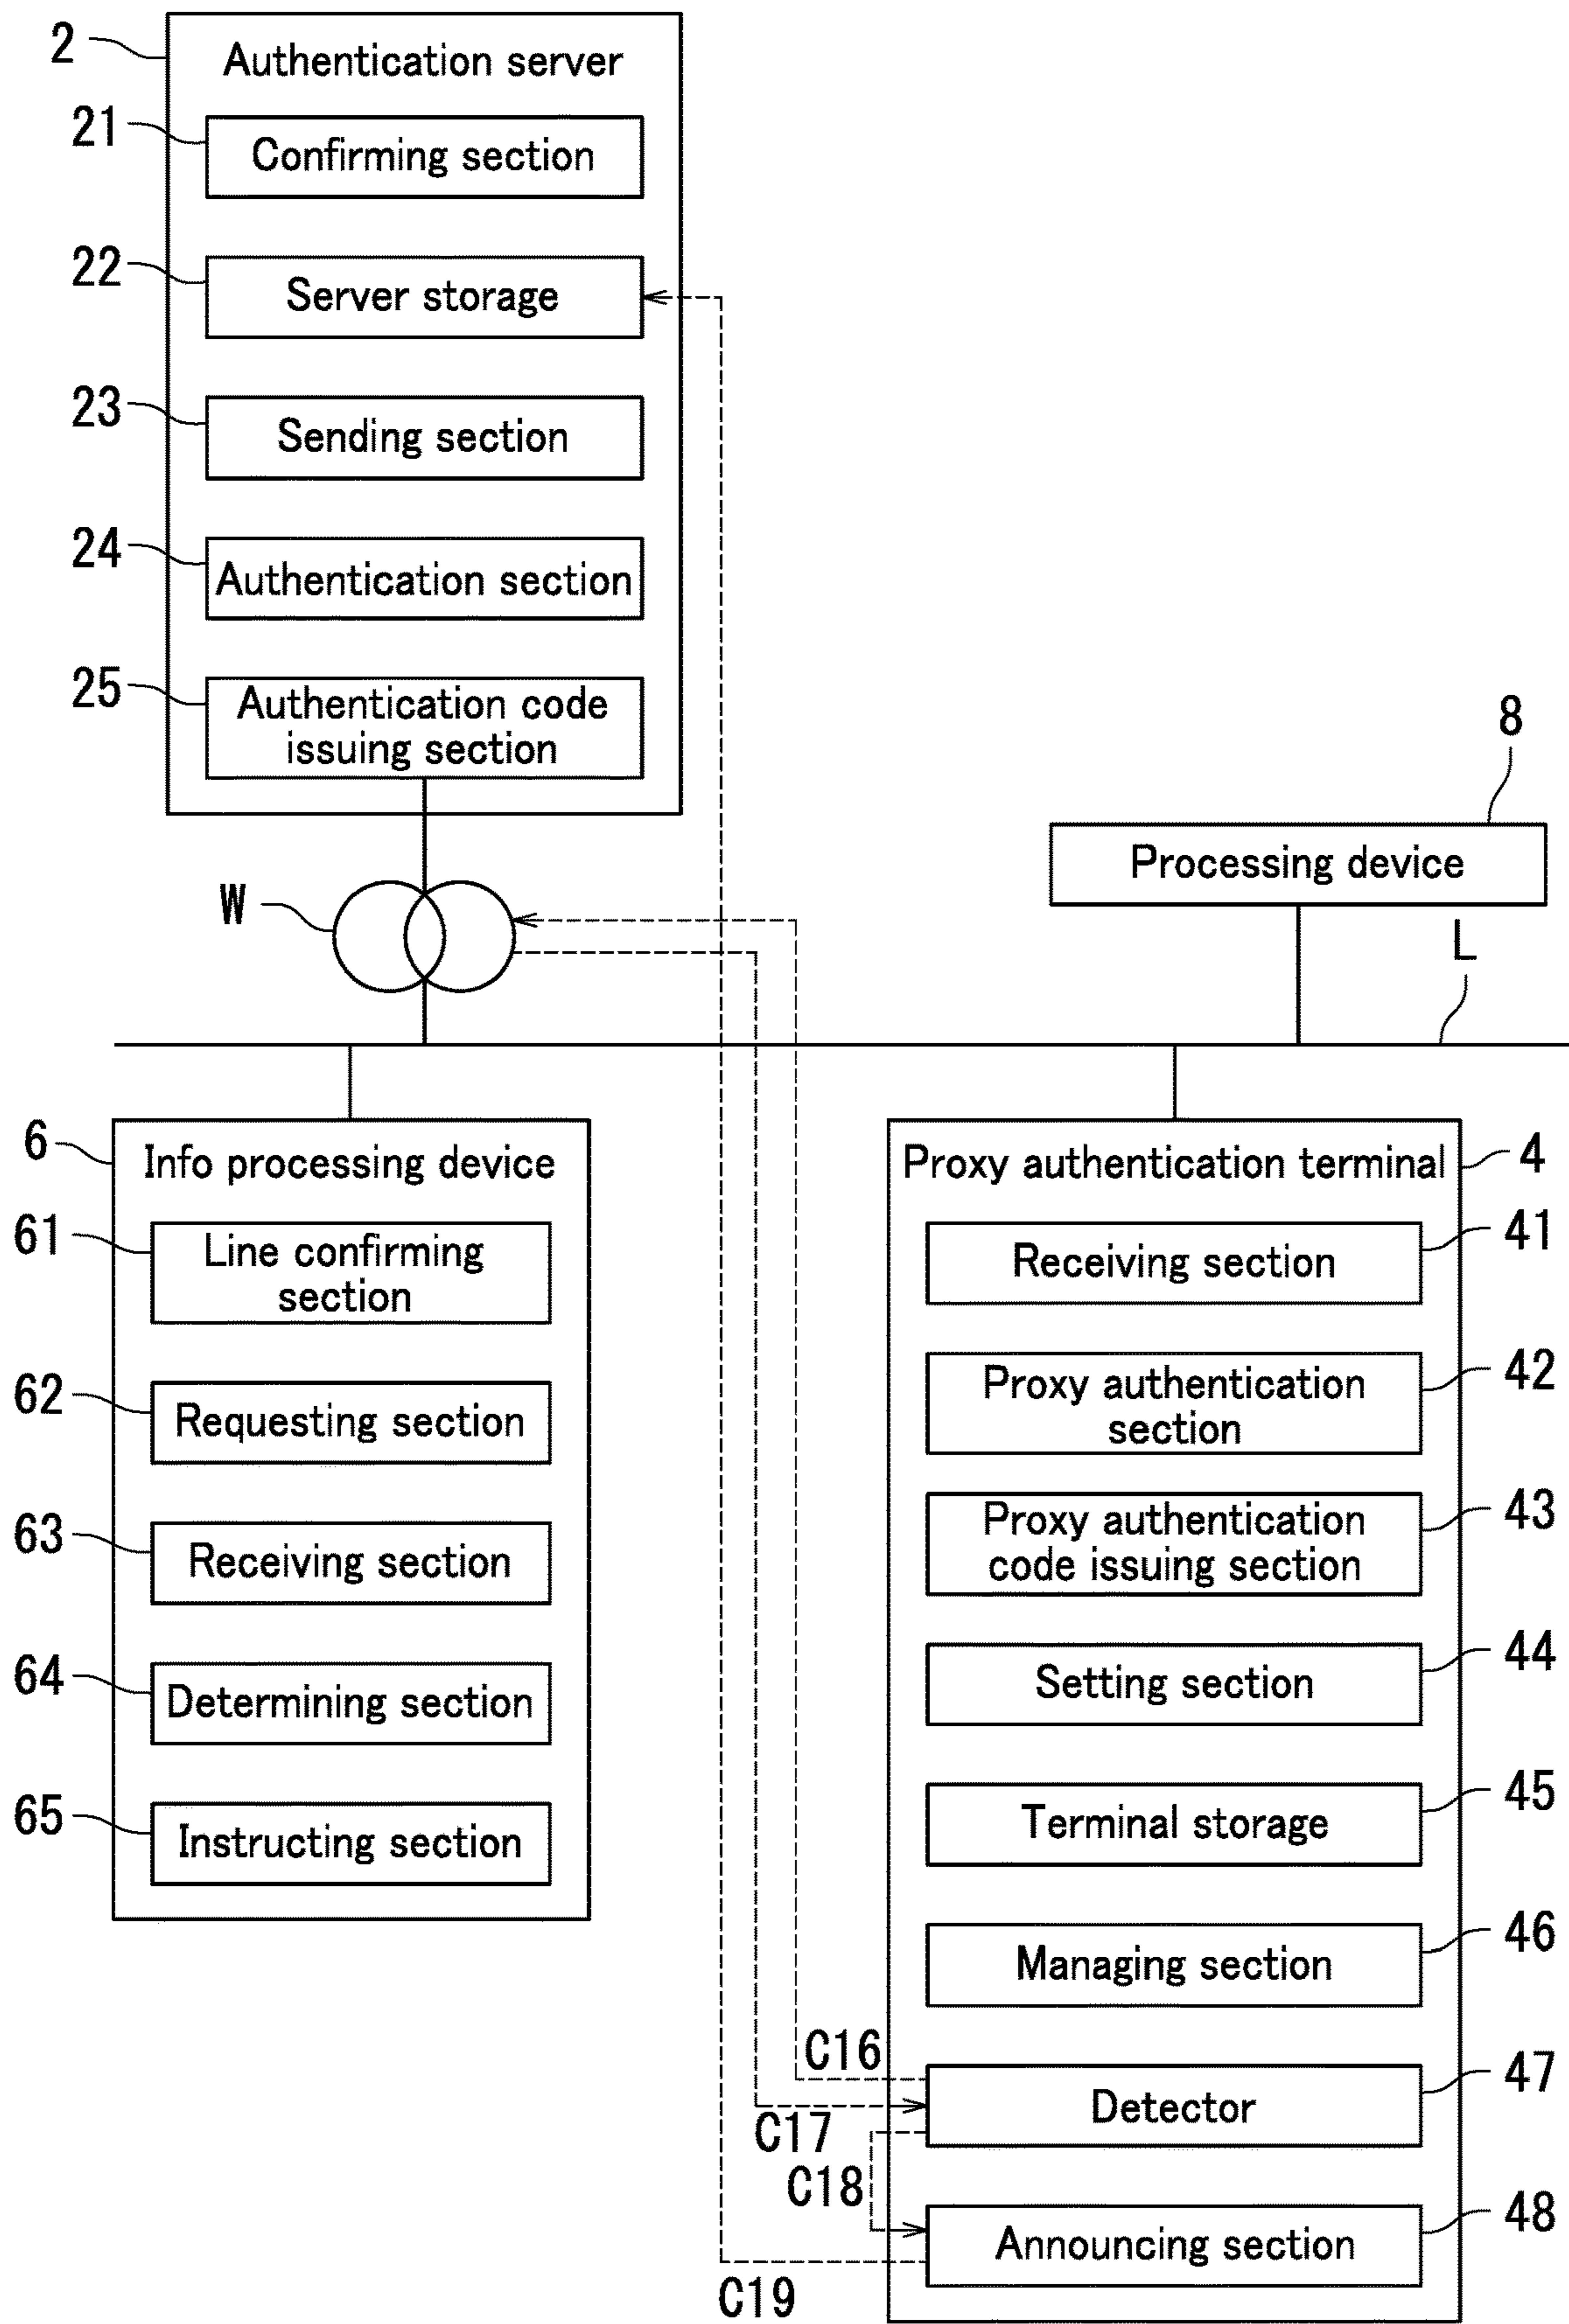 2
Authentication server
21
Confirming section
22
Server storage
23
Sending section
24
Authentication section
25
Authentication code
issuing section
8
Processing device
W
L
6
Info processing device
61
Line confirming
section
62
Requesting section
63
Receiving section
64
Determining section
65
Instructing section
Proxy authentication terminal
4
Receiving section
41
Proxy authentication
section
42
Proxy authentication
code issuing section
43
Setting section
44
Terminal storage
45
Managing section
46
C16
Detector
47
C17
C18
Announcing section
48
C19